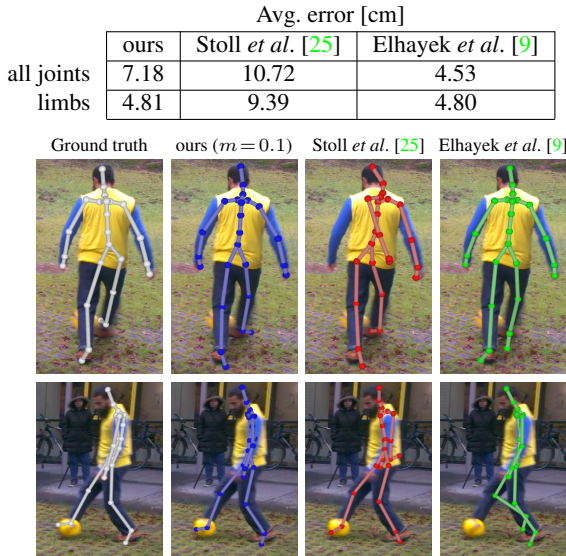 Avg. error [cm]
ours Stoll et al. [25] Elhayek et al. [9]
all joints 7.18 10.72 4.53
limbs 4.81 9.39 4.80
Ground truth ours (m=0.1) Stoll et al. [25] Elhayek et al. [9]